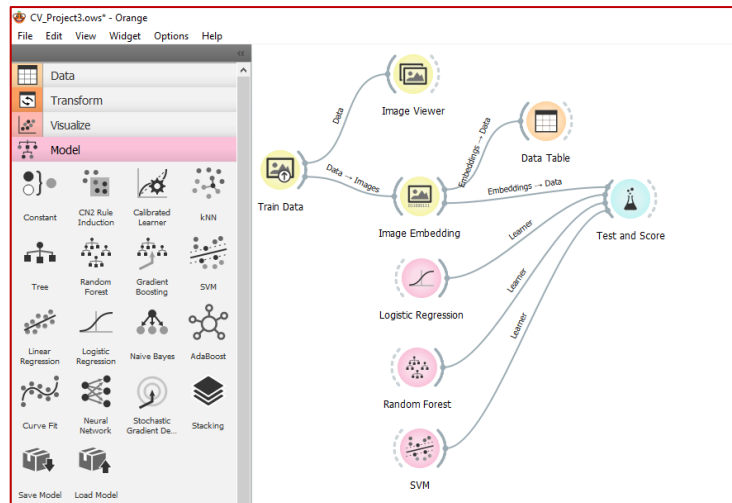 CV_Project3.ows* - Orange
File Edit View Widget Options Help
Data
Transform
Visualize
Model
Constant
CN2 Rule
Induction
Calibrated
Learner
kNN
Tree
Random
Forest
Gradient
Boosting
SVM
Linear
Regression
Logistic
Regression
Naive Bayes
AdaBoost
Curve Fit
Neural
Network
Stochastic
Gradient De...
Stacking
Save Model
Load Model
Train Data
Data
Image Viewer
Data → Images
Image Embedding
Embeddings → Data
Data Table
Embeddings → Data
Test and Score
Learner
Logistic Regression
Learner
Random Forest
Learner
SVM